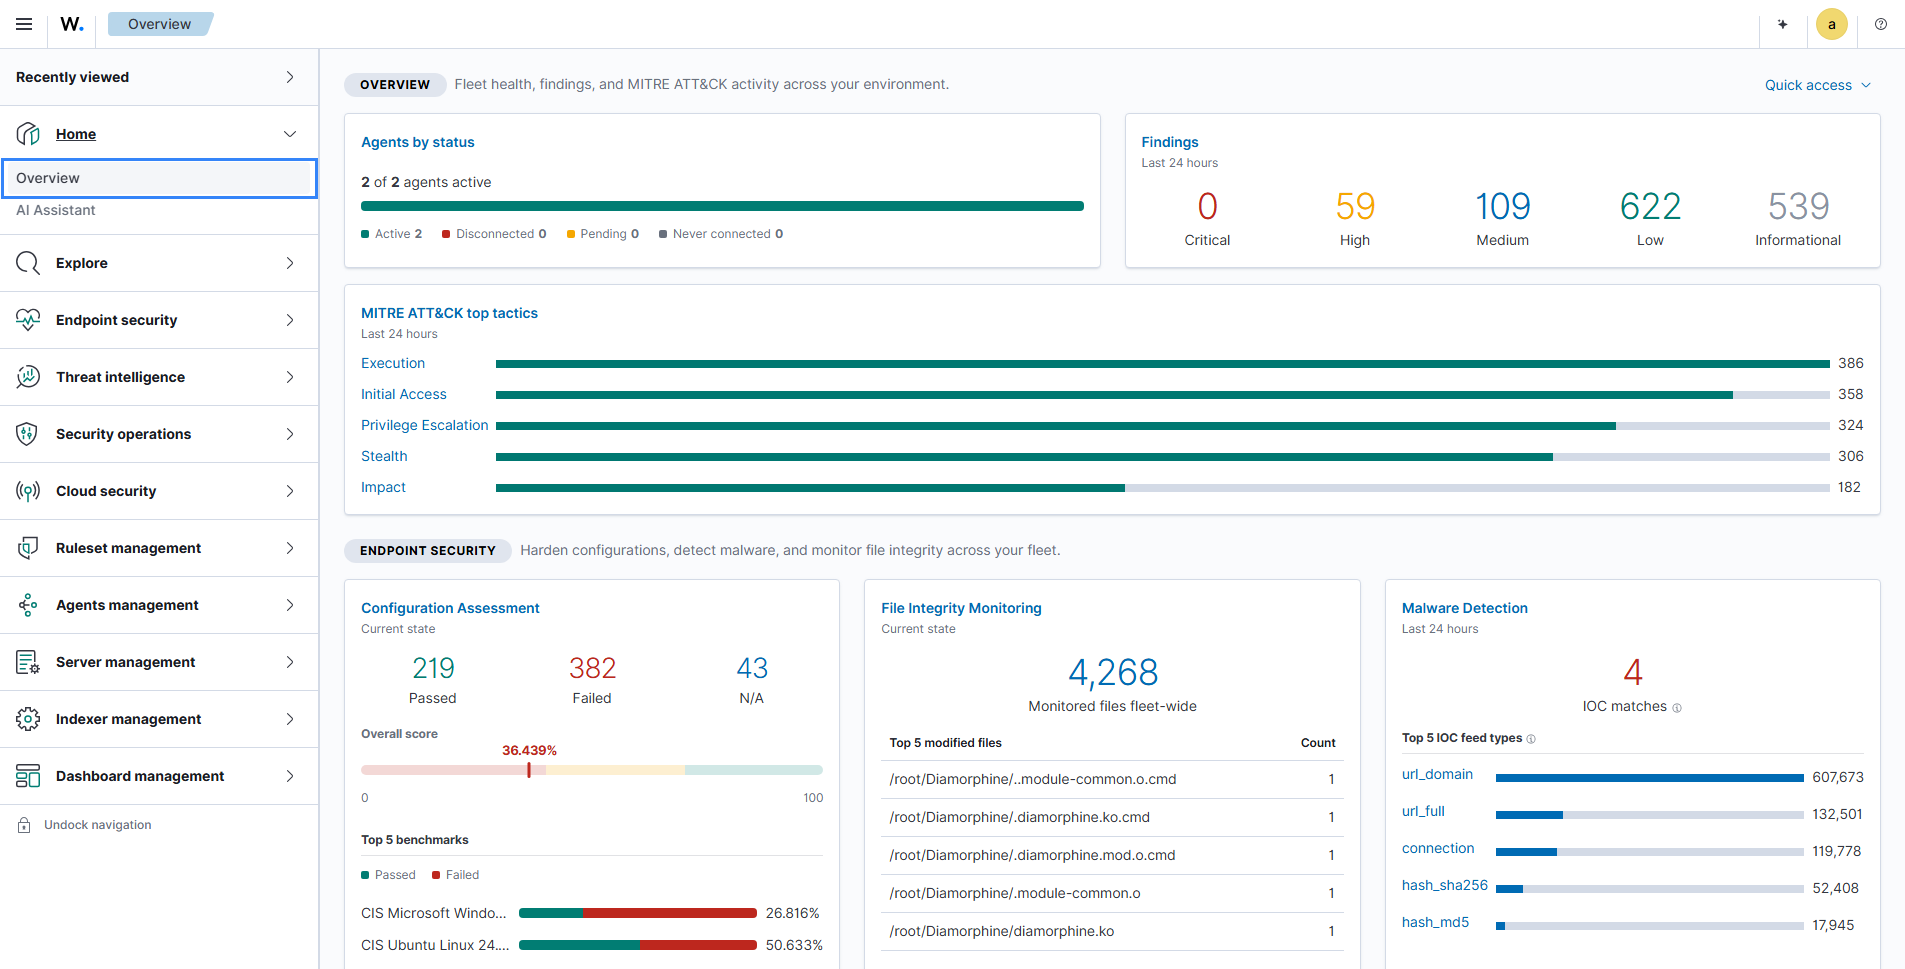 W.
Overview
a
Recently viewed
Home
Overview
AI Assistant
Explore
Endpoint security
Threat intelligence
Security operations
Cloud security
Ruleset management
Agents management
Server management
Indexer management
Dashboard management
Undock navigation
OVERVIEW Fleet health, findings, and MITRE ATT&CK activity across your environment.
Quick access
Agents by status
2 of 2 agents active
Active 2 Disconnected 0 Pending 0 Never connected 0
Findings
Last 24 hours
0 59 109 622 539
Critical High Medium Low Informational
MITRE ATT&CK top tactics
Last 24 hours
Execution 386
Initial Access 358
Privilege Escalation 324
Stealth 306
Impact 182
ENDPOINT SECURITY Harden configurations, detect malware, and monitor file integrity across your fleet.
Configuration Assessment
Current state
219 382 43
Passed Failed N/A
Overall score
36.439%
0 100
Top 5 benchmarks
Passed Failed
CIS Microsoft Windo... 26.816%
CIS Ubuntu Linux 24.... 50.633%
File Integrity Monitoring
Current state
4,268
Monitored files fleet-wide
Top 5 modified files Count
/root/Diamorphine/..module-common.o.cmd 1
/root/Diamorphine/.diamorphine.ko.cmd 1
/root/Diamorphine/.diamorphine.mod.o.cmd 1
/root/Diamorphine/.module-common.o 1
/root/Diamorphine/diamorphine.ko 1
Malware Detection
Last 24 hours
4
IOC matches
Top 5 IOC feed types
url_domain 607,673
url_full 132,501
connection 119,778
hash_sha256 52,408
hash_md5 17,945